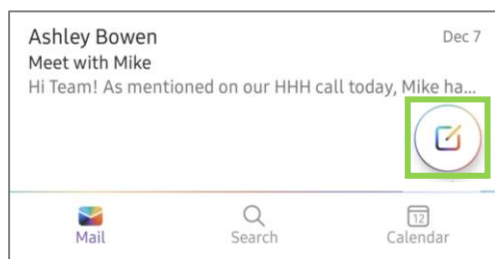 Ashley Bowen Dec 7
Meet with Mike
Hi Team! As mentioned on our HHH call today, Mike ha...
12
Mail Search Calendar